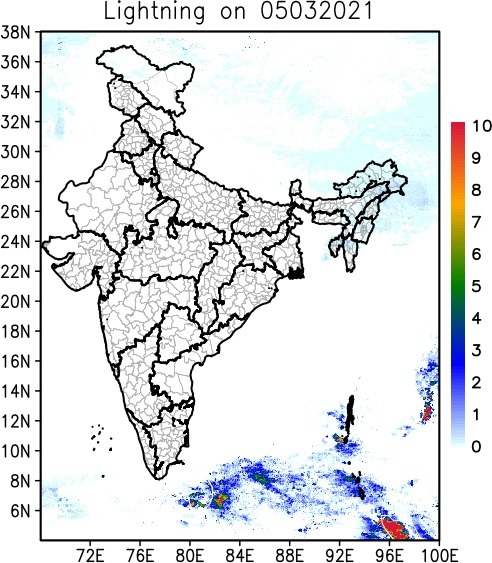 Lightning on 05032021
38N
36N
34N
32N
30N
28N
26N
24N
22N
20N
18N
16N
14N
12N
10N
8N
6N
72E 76E 80E 84E 88E 92E 96E 100E
10
9
8
7
6
5
4
3
2
1
0